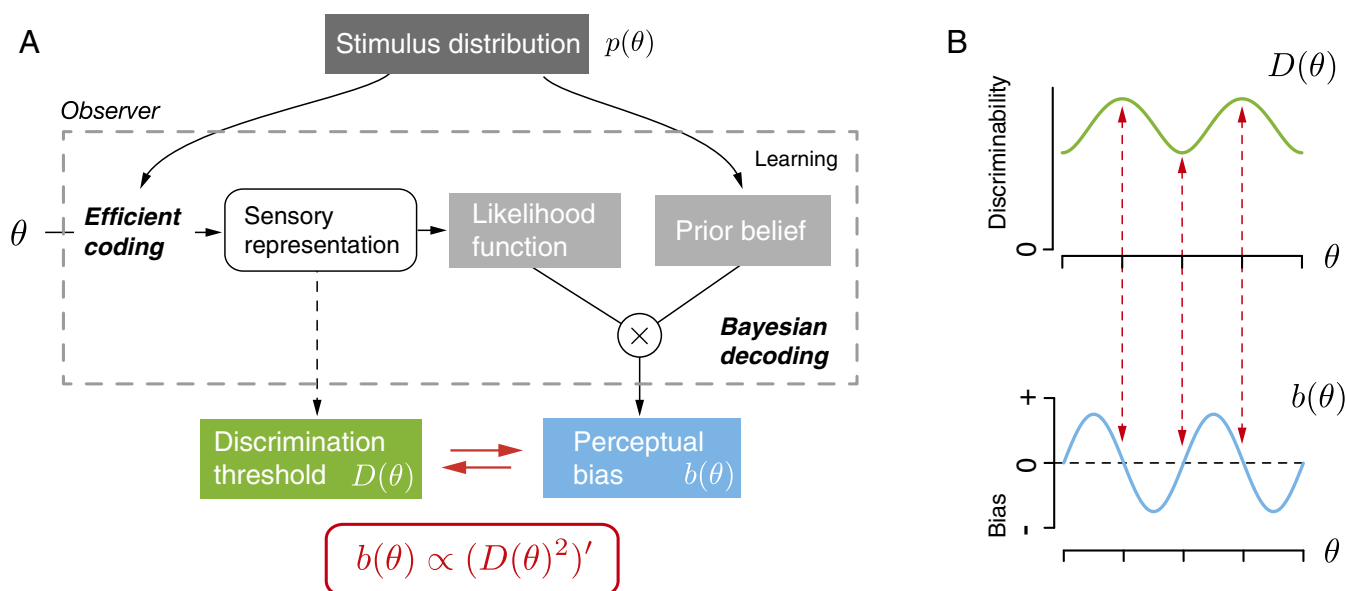 A
Stimulus distribution p(θ)
Observer
Learning
θ
Efficient
coding
Sensory
representation
Likelihood
function
Prior belief
×
Bayesian
decoding
Discrimination
threshold D(θ)
Perceptual
bias b(θ)
b(θ) ∝ (D(θ)²)′
B
D(θ)
Discriminability
0
θ
b(θ)
+
0
-
Bias
θ